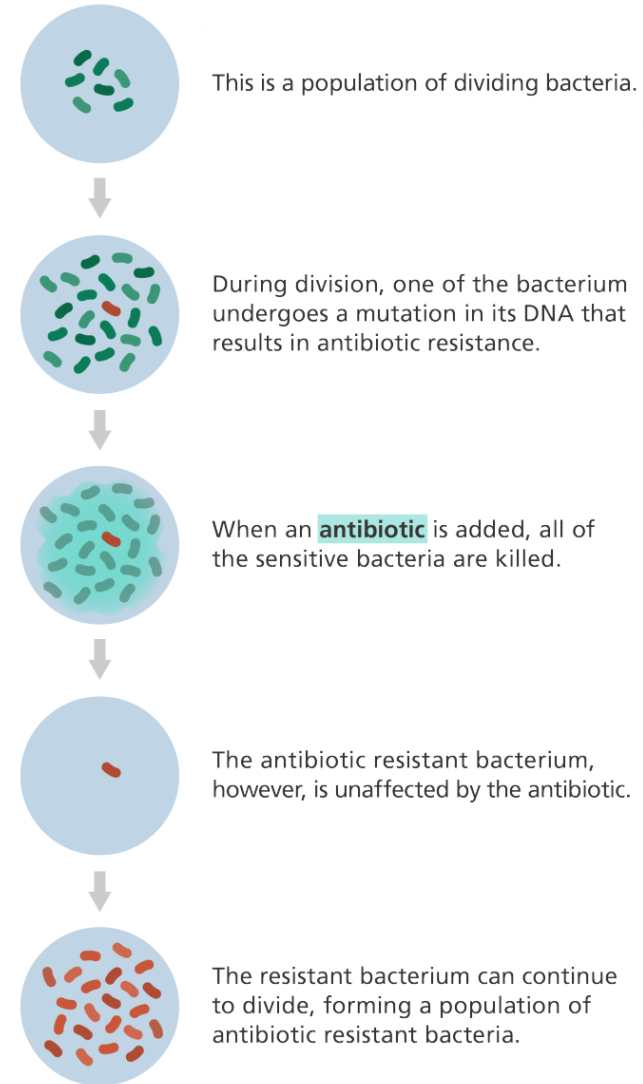 This is a population of dividing bacteria.
During division, one of the bacterium
undergoes a mutation in its DNA that
results in antibiotic resistance.
When an antibiotic is added, all of
the sensitive bacteria are killed.
The antibiotic resistant bacterium,
however, is unaffected by the antibiotic.
The resistant bacterium can continue
to divide, forming a population of
antibiotic resistant bacteria.